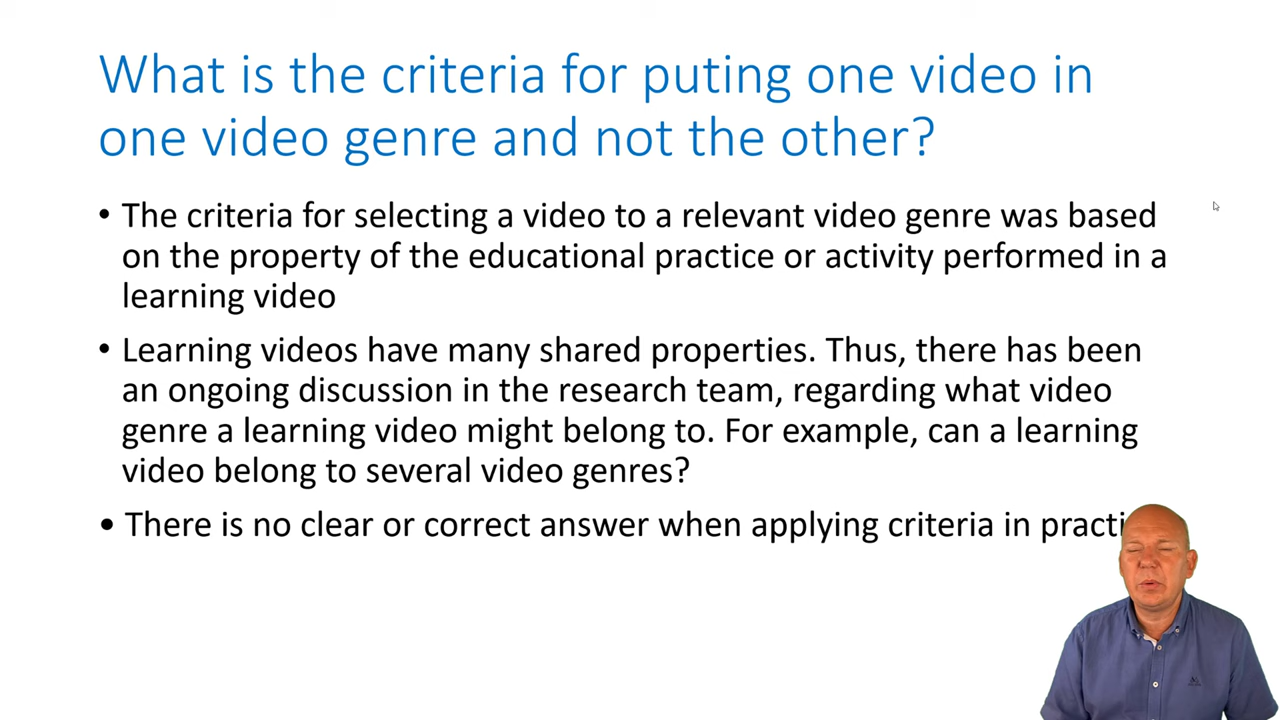 What is the criteria for puting one video in
one video genre and not the other?
• The criteria for selecting a video to a relevant video genre was based
on the property of the educational practice or activity performed in a
learning video
• Learning videos have many shared properties. Thus, there has been
an ongoing discussion in the research team, regarding what video
genre a learning video might belong to. For example, can a learning
video belong to several video genres?
• There is no clear or correct answer when applying criteria in